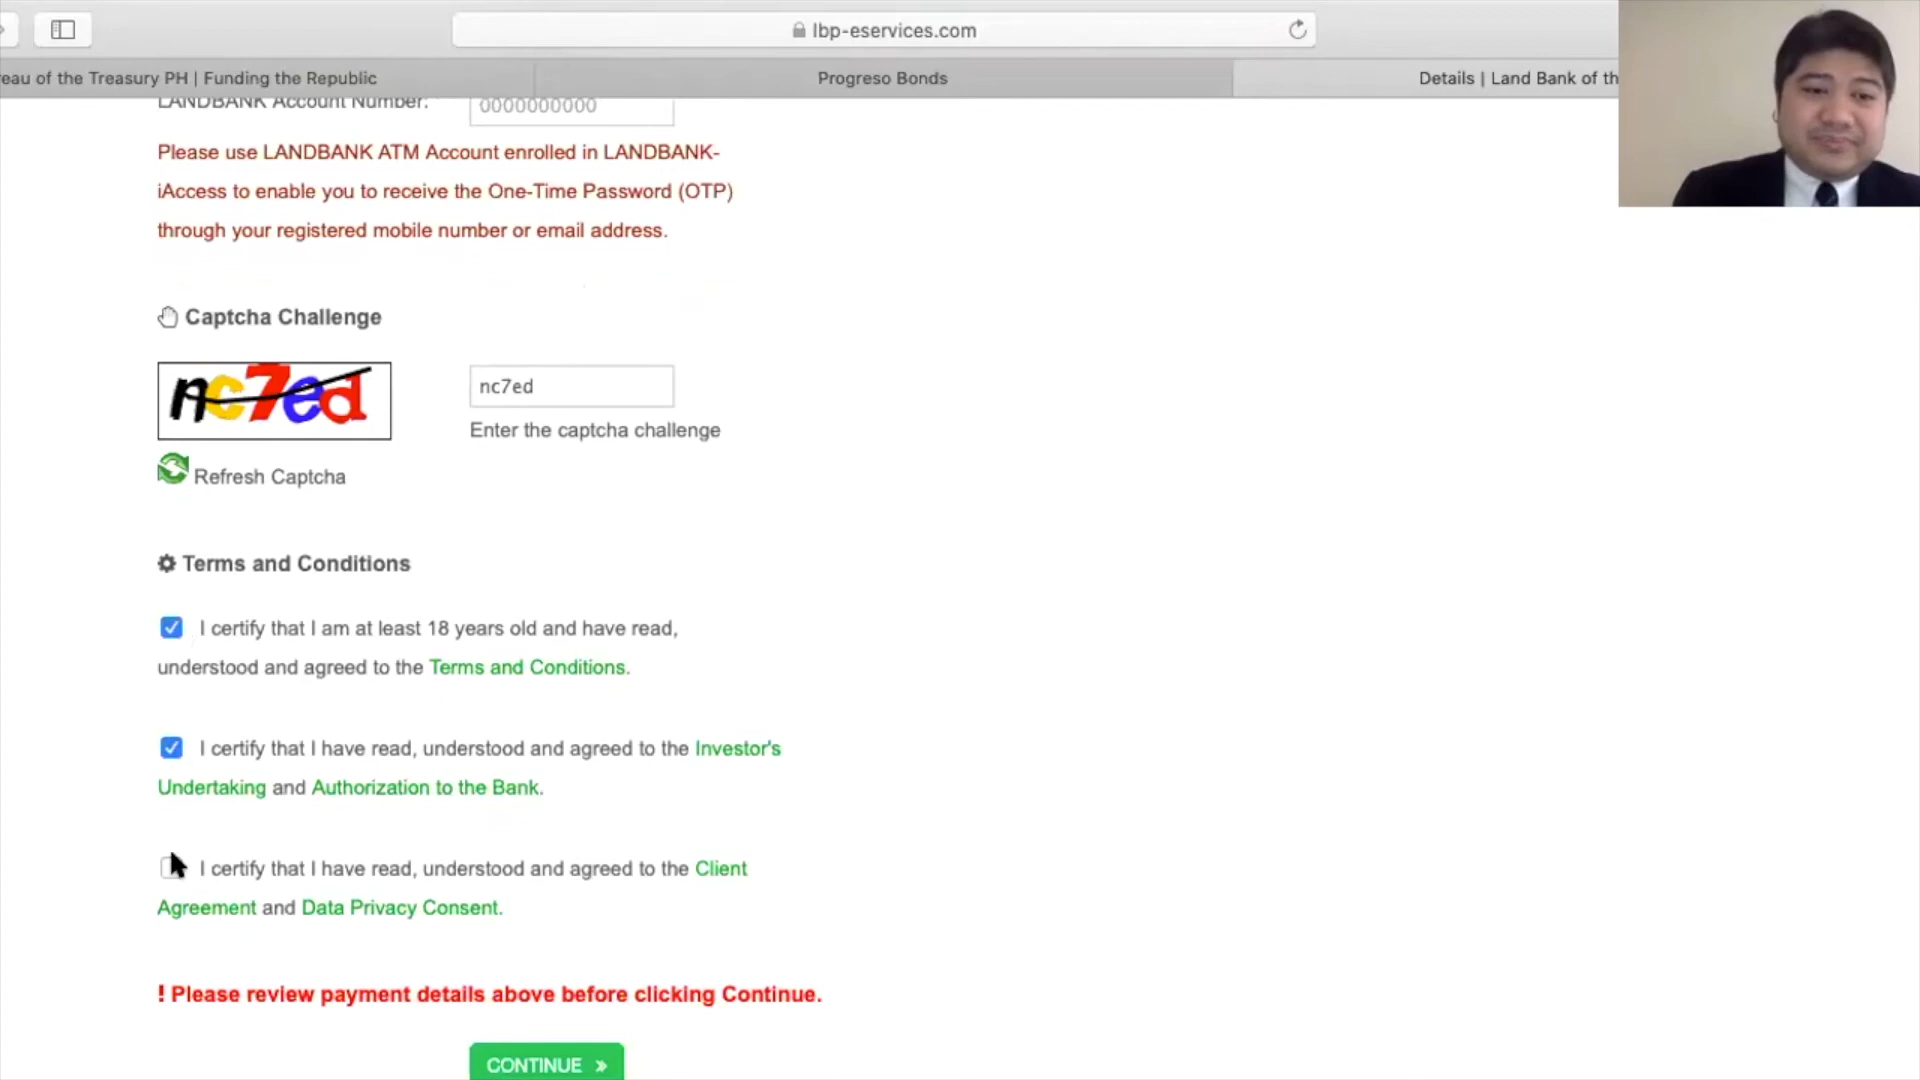 lbp-eservices.com
eau of the Treasury PH | Funding the Republic
Progreso Bonds
Details | Land Bank of th
LANDBANK Account Number:
0000000000
Please use LANDBANK ATM Account enrolled in LANDBANK-
iAccess to enable you to receive the One-Time Password (OTP)
through your registered mobile number or email address.
Captcha Challenge
nc7ed
nc7ed
Enter the captcha challenge
Refresh Captcha
Terms and Conditions
I certify that I am at least 18 years old and have read,
understood and agreed to the Terms and Conditions.
I certify that I have read, understood and agreed to the Investor's
Undertaking and Authorization to the Bank.
I certify that I have read, understood and agreed to the Client
Agreement and Data Privacy Consent.
! Please review payment details above before clicking Continue.
CONTINUE »